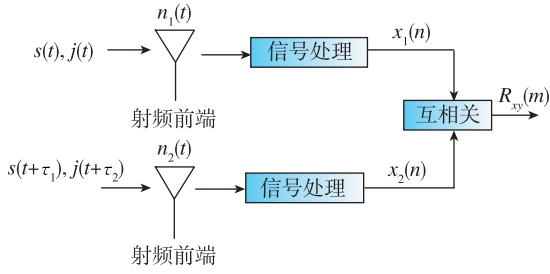 n₁(t)
s(t), j(t)
信号处理
x₁(n)
射频前端
互相关
Rₓᵧ(m)
n₂(t)
s(t+τ₁), j(t+τ₂)
信号处理
x₂(n)
射频前端